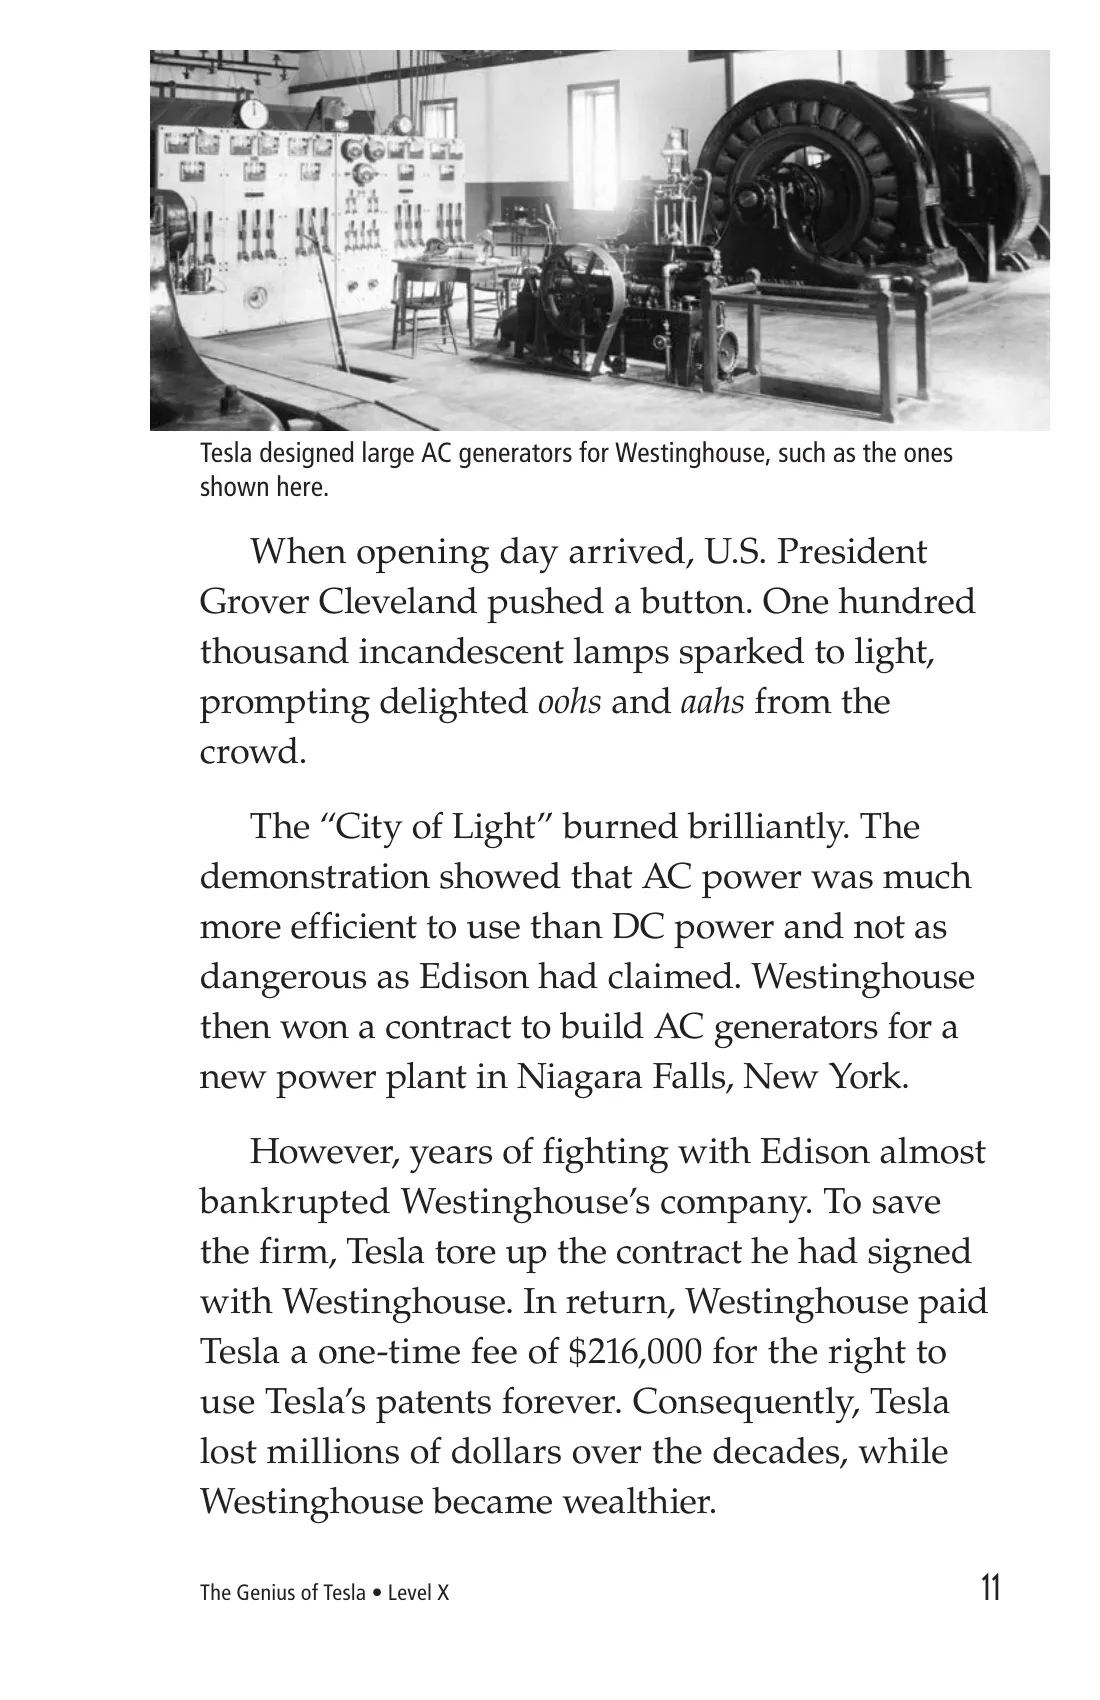 Tesla designed large AC generators for Westinghouse, such as the ones
shown here.
When opening day arrived, U.S. President
Grover Cleveland pushed a button. One hundred
thousand incandescent lamps sparked to light,
prompting delighted oohs and aahs from the
crowd.
The “City of Light” burned brilliantly. The
demonstration showed that AC power was much
more efficient to use than DC power and not as
dangerous as Edison had claimed. Westinghouse
then won a contract to build AC generators for a
new power plant in Niagara Falls, New York.
However, years of fighting with Edison almost
bankrupted Westinghouse’s company. To save
the firm, Tesla tore up the contract he had signed
with Westinghouse. In return, Westinghouse paid
Tesla a one-time fee of $216,000 for the right to
use Tesla’s patents forever. Consequently, Tesla
lost millions of dollars over the decades, while
Westinghouse became wealthier.
The Genius of Tesla • Level X
11